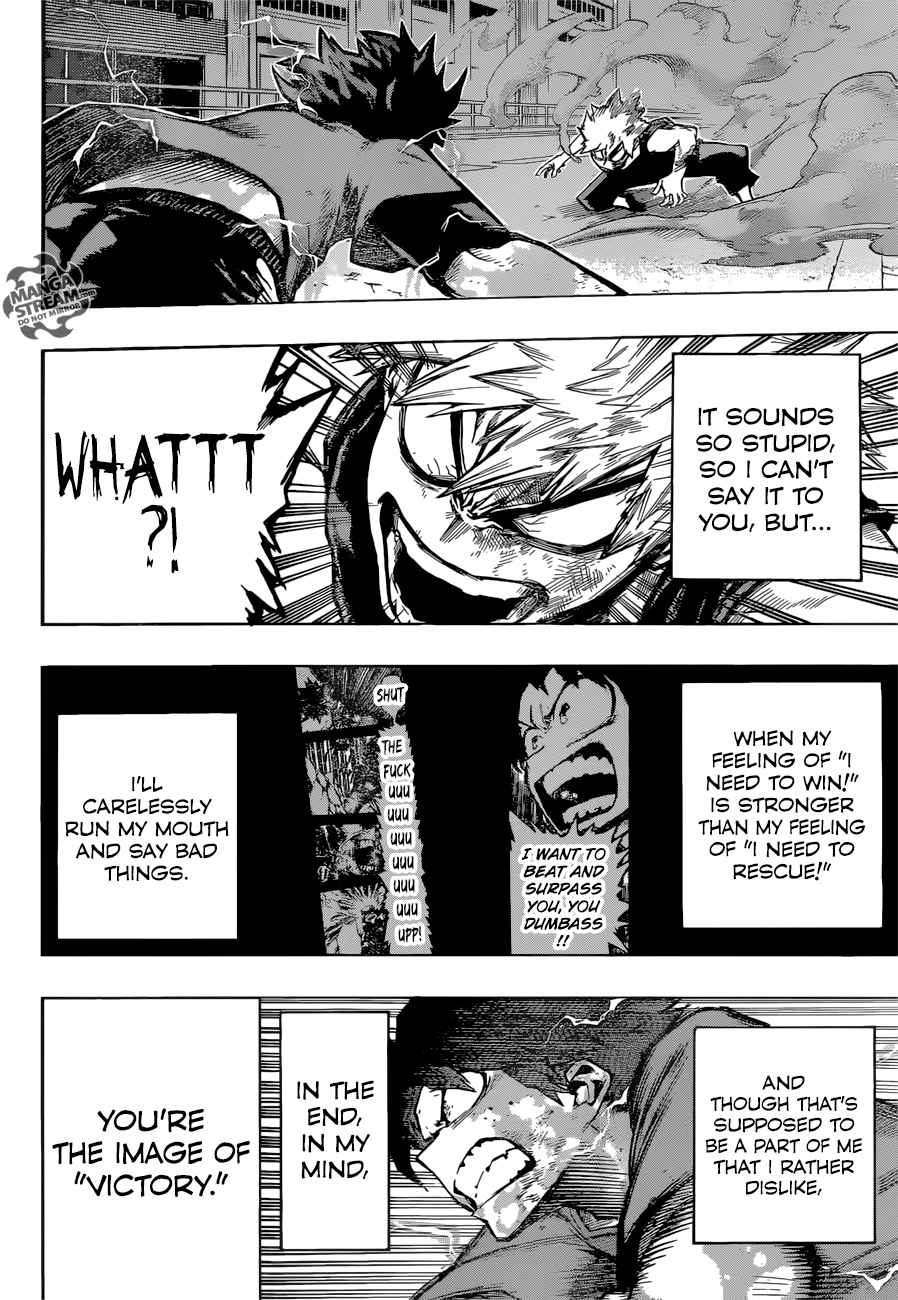 MANGA
STREAM.com
DO NOT MIRROR
IT SOUNDS
SO STUPID,
SO I CAN'T
SAY IT TO
YOU, BUT...
WHATTT
?!
WHEN MY
FEELING OF "I
NEED TO WIN!"
IS STRONGER
THAN MY FEELING
OF "I NEED TO
RESCUE!"
I WANT TO
BEAT AND
SURPASS
YOU, YOU
DUMBASS
!!
SHUT
THE
FUCK
UUU
UUU
UUU
UUU
UUU
UUU
UPP!
I'LL
CARELESSLY
RUN MY MOUTH
AND SAY BAD
THINGS.
AND
THOUGH THAT'S
SUPPOSED TO
BE A PART OF ME
THAT I RATHER
DISLIKE,
IN THE
END,
IN MY
MIND,
YOU'RE
THE IMAGE OF
"VICTORY."